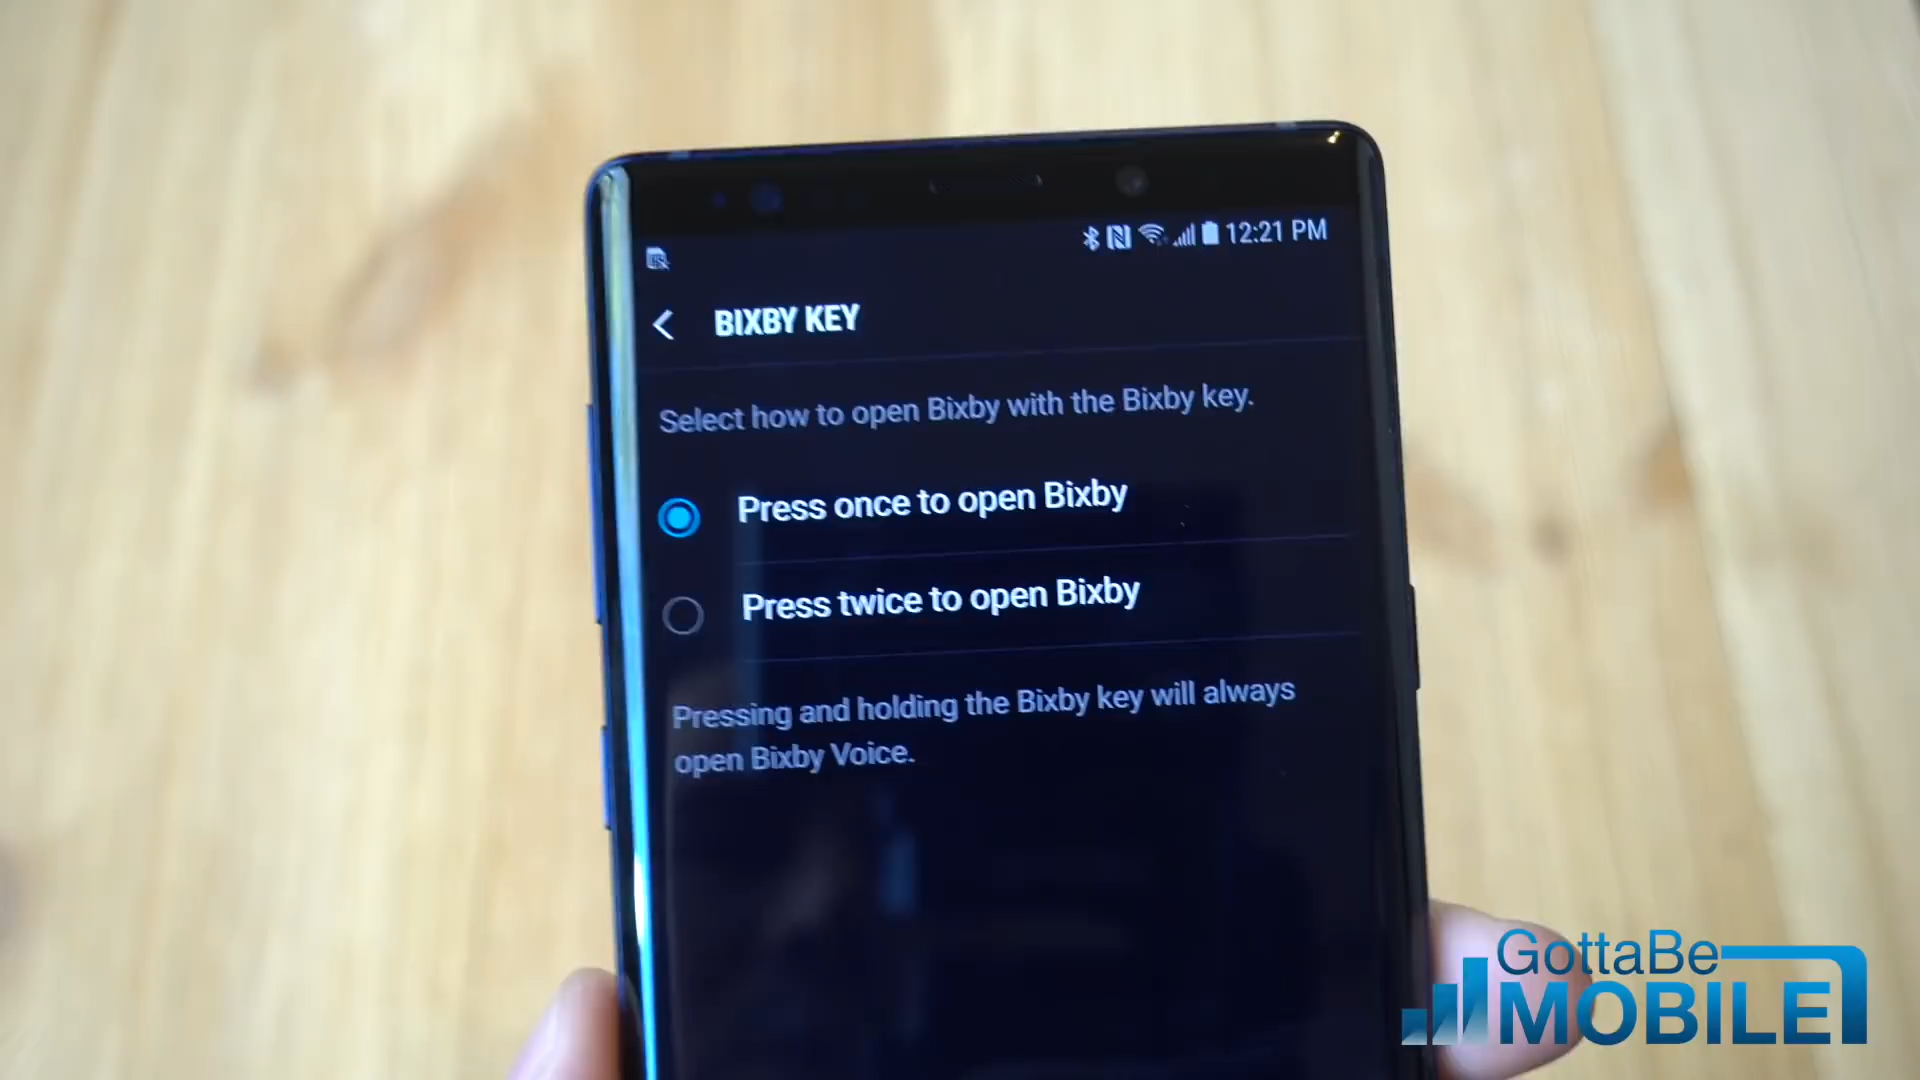 12:21 PM
BIXBY KEY
Select how to open Bixby with the Bixby key.
Press once to open Bixby
Press twice to open Bixby
Pressing and holding the Bixby key will always
open Bixby Voice.
GottaBe
MOBILE